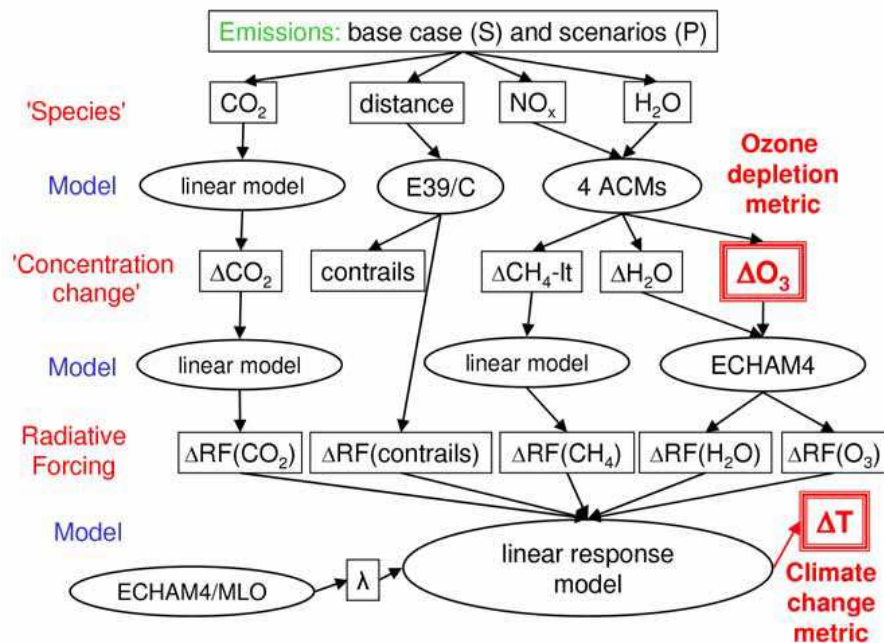 Emissions: base case (S) and scenarios (P)
'Species'
CO₂
distance
NOₓ
H₂O
Model
linear model
E39/C
4 ACMs
Ozone
depletion
metric
'Concentration
change'
ΔCO₂
contrails
ΔCH₄-lt
ΔH₂O
ΔO₃
Model
linear model
linear model
ECHAM4
Radiative
Forcing
ΔRF(CO₂)
ΔRF(contrails)
ΔRF(CH₄)
ΔRF(H₂O)
ΔRF(O₃)
Model
ECHAM4/MLO
λ
linear response
model
ΔT
Climate
change
metric